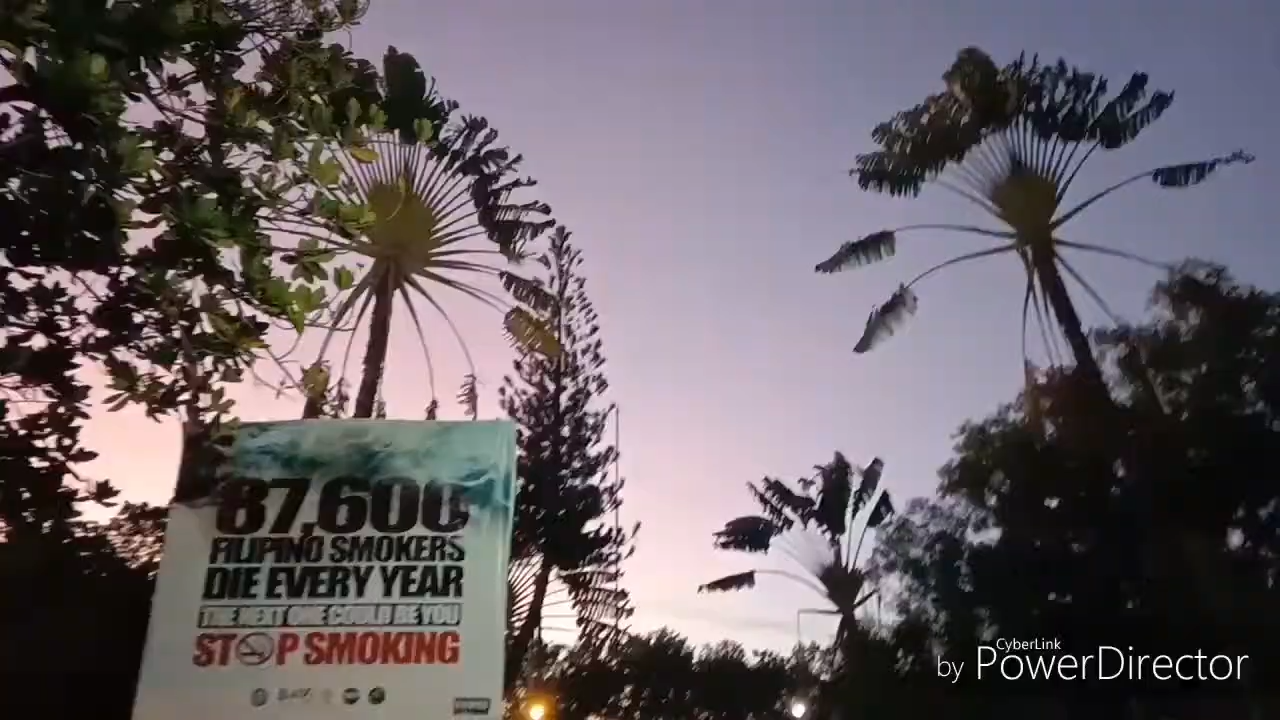 87,600
FILIPINO SMOKERS
DIE EVERY YEAR
THE NEXT ONE COULD BE YOU
STOP SMOKING
CyberLink
by PowerDirector